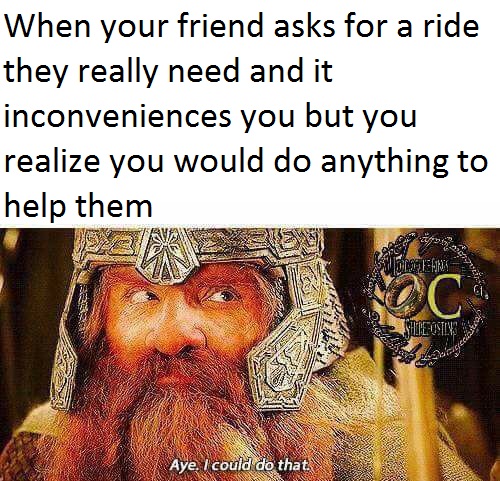 When your friend asks for a ride
they really need and it
inconveniences you but you
realize you would do anything to
help them
OC
Aye. I could do that.